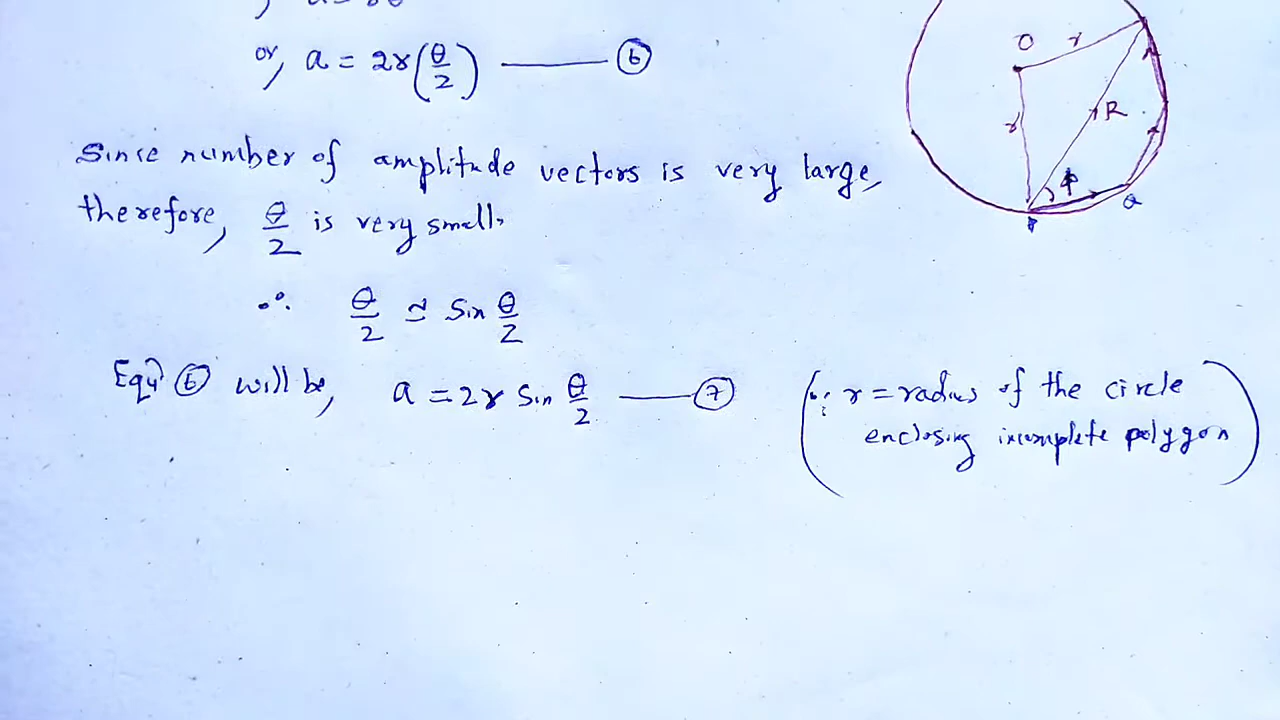 or, a = 2r(θ/2) —— ⑥
O r
r R
Since number of amplitude vectors is very large,
φ
therefore, θ/2 is very small.
P Q
∴ θ/2 ≃ Sin θ/2
Eqn ⑥ will be, a = 2r Sin θ/2 —— ⑦ (∵ r = radius of the circle
enclosing incomplete polygon)